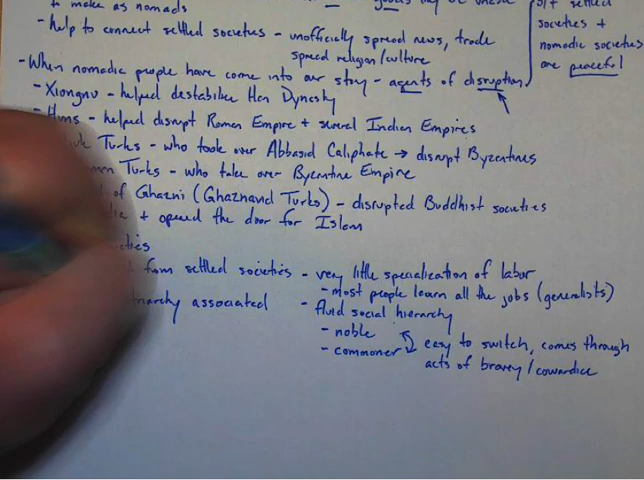 to make as nomads
goods
b/t settled
- help to connect settled societies - unofficially spread news, trade
societies +
spread religion/culture
nomadic societies
are peaceful
- When nomadic people have come into our story - agents of disruption
- Xiongnu - helped destabilize Han Dynasty
- Huns - helped disrupt Roman Empire + several Indian Empires
Turks - who took over Abbasid Caliphate → disrupt Byzantines
Turks - who take over Byzantine Empire
of Ghazni (Ghaznavid Turks) - disrupted Buddhist societies
+ opened the door for Islam
from settled societies - very little specialization of labor
- most people learn all the jobs (generalists)
associated
- fluid social hierarchy
- noble
- commoner
easy to switch, comes through
acts of bravery/cowardice